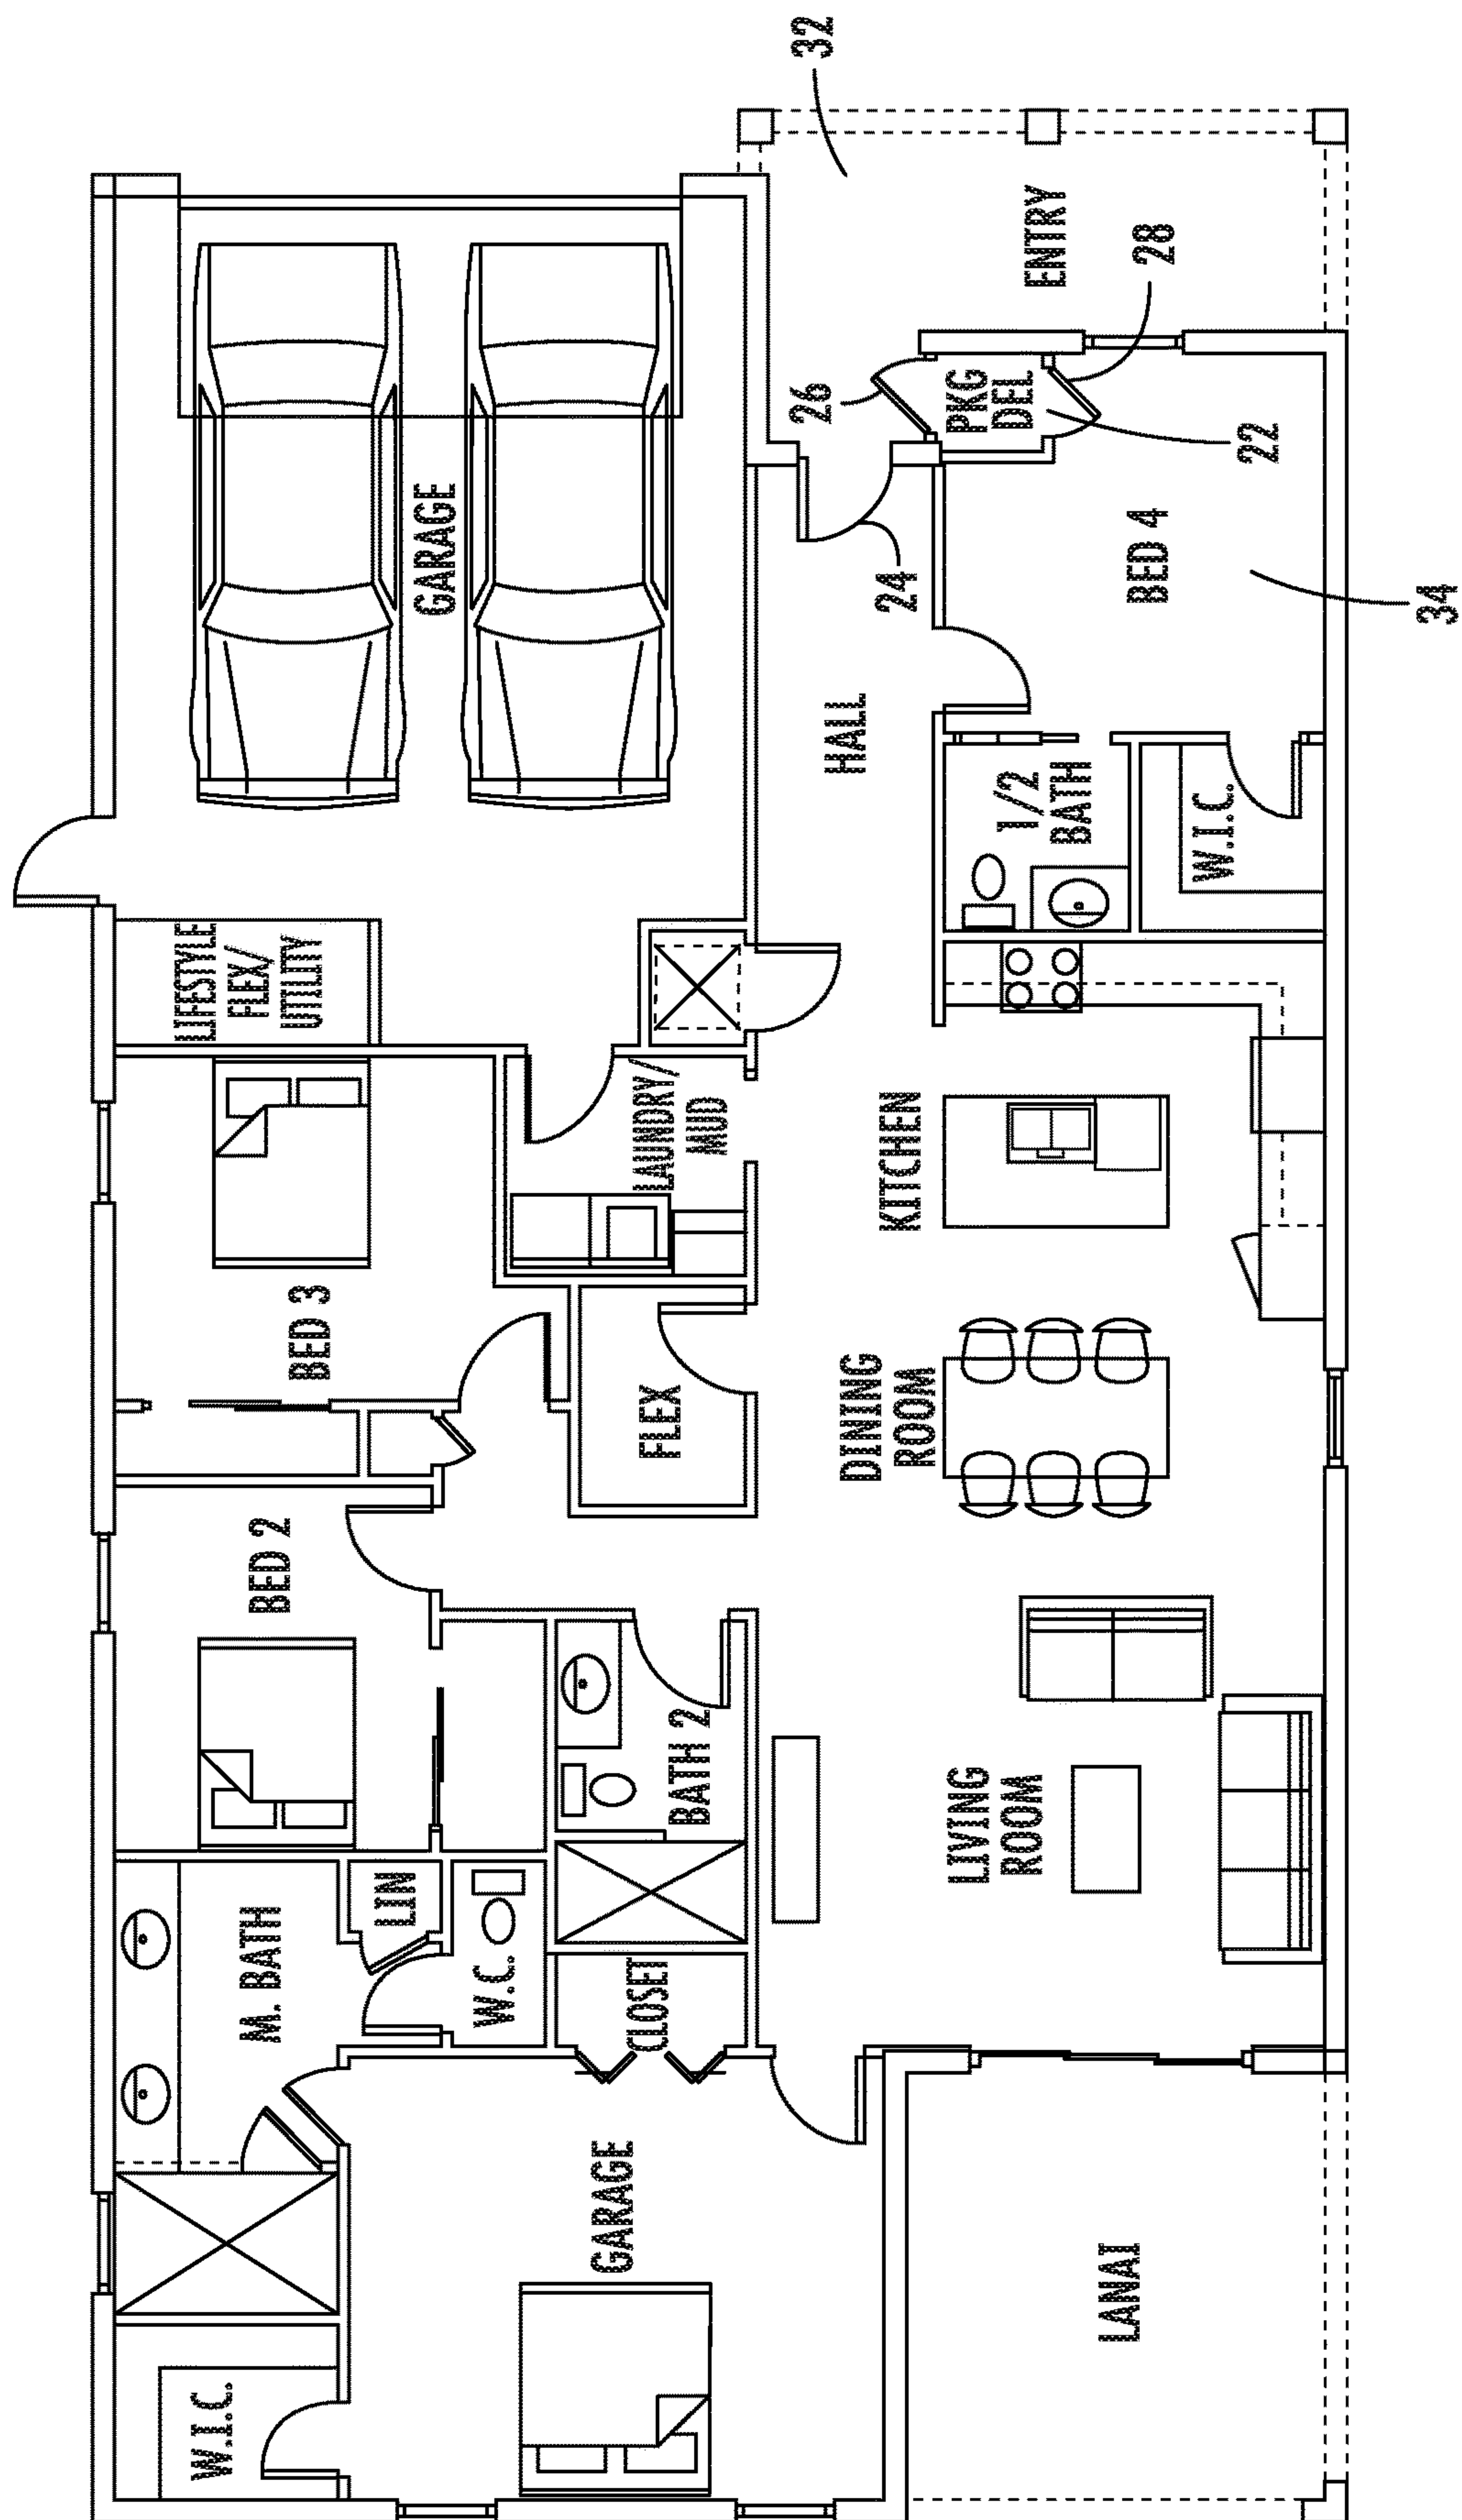 32
ENTRY
28
26
PKG
DEL
22
24
BED 4
34
GARAGE
HALL
1/2
BATH
W.I.C.
LIFESTYLE
FLEX/
UTILITY
LAUNDRY/
MUD
KITCHEN
BED 3
FLEX
DINING
ROOM
BED 2
BATH 2
LIVING
ROOM
LIN
M. BATH
W.C.
CLOSET
GARAGE
LANAI
W.I.C.